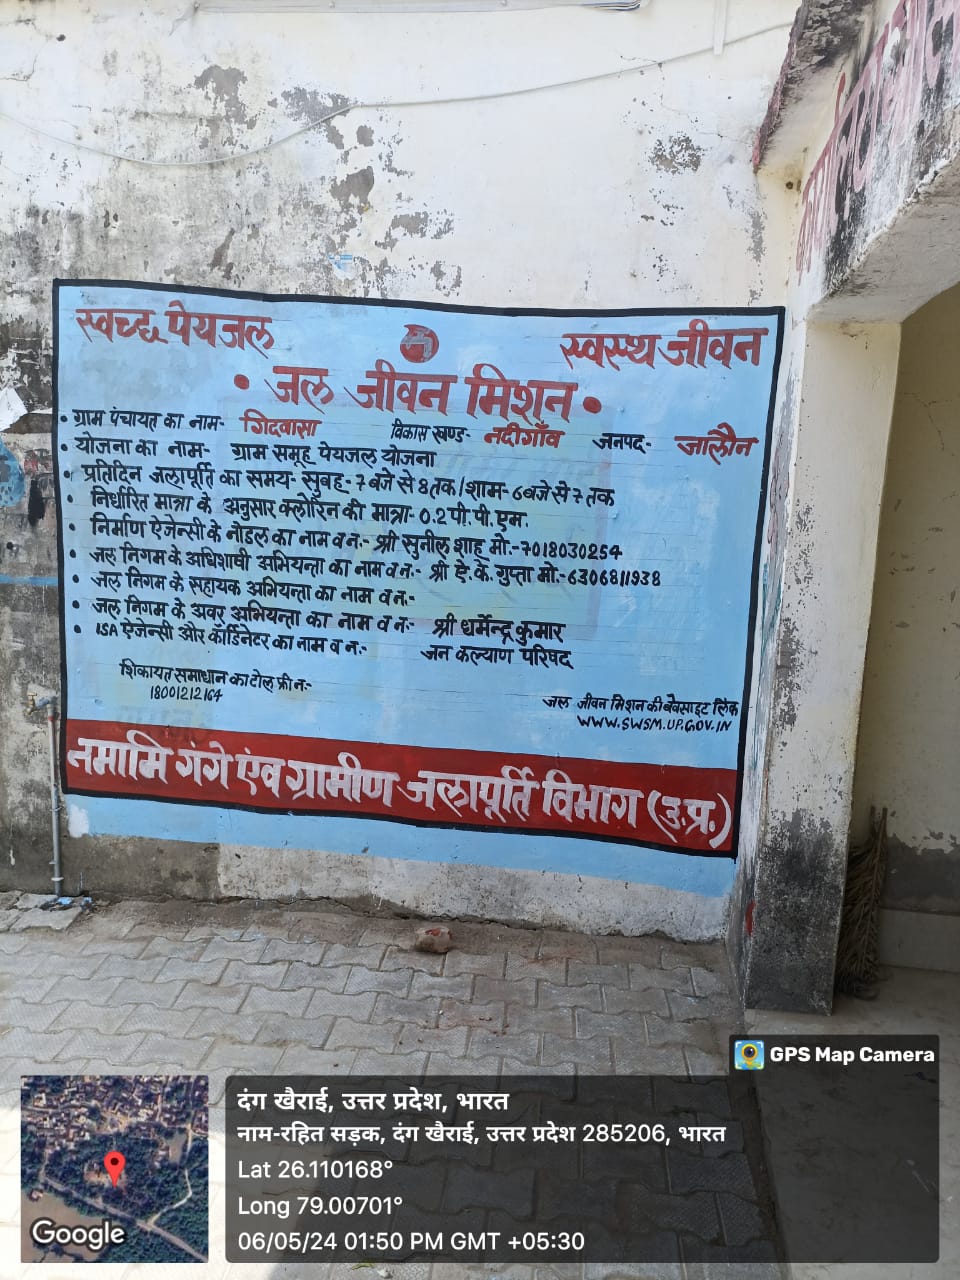 स्वच्छ पेयजल स्वस्थ जीवन
• जल जीवन मिशन •
• ग्राम पंचायत का नाम- गिदवासा विकास खण्ड- नदीगाँव जनपद- जालौन
• योजना का नाम- ग्राम समूह पेयजल योजना
• प्रतिदिन जलापूर्ति का समय- सुबह- 7 बजे से 8 तक / शाम- 6 बजे से 7 तक
• निर्धारित मात्रा के अनुसार क्लोरिन की मात्रा- 0.2 पी. पी. एम.
• निर्माण ऐजेन्सी के नोडल का नाम व न:- श्री सुनील शाह मो.-7018030254
• जल निगम के अधिशाषी अभियन्ता का नाम व न.- श्री ऐ. के. गुप्ता मो.-6306811938
• जल निगम के सहायक अभियन्ता का नाम व न:-
• जल निगम के अवर अभियन्ता का नाम व न:- श्री धर्मेन्द्र कुमार
• ISA ऐजेन्सी और कॉर्डिनेटर का नाम व न:- जन कल्याण परिषद्
शिकायत समाधान का टोल फ्री न:-
18001212164
जल जीवन मिशन की बेवसाइट लिंक
WWW.SWSM.UP.GOV.IN
नमामि गंगे एंव ग्रामीण जलापूर्ति विभाग (उ.प्र.)
GPS Map Camera
दंग खैराई, उत्तर प्रदेश, भारत
नाम-रहित सड़क, दंग खैराई, उत्तर प्रदेश 285206, भारत
Lat 26.110168°
Long 79.00701°
06/05/24 01:50 PM GMT +05:30
Google